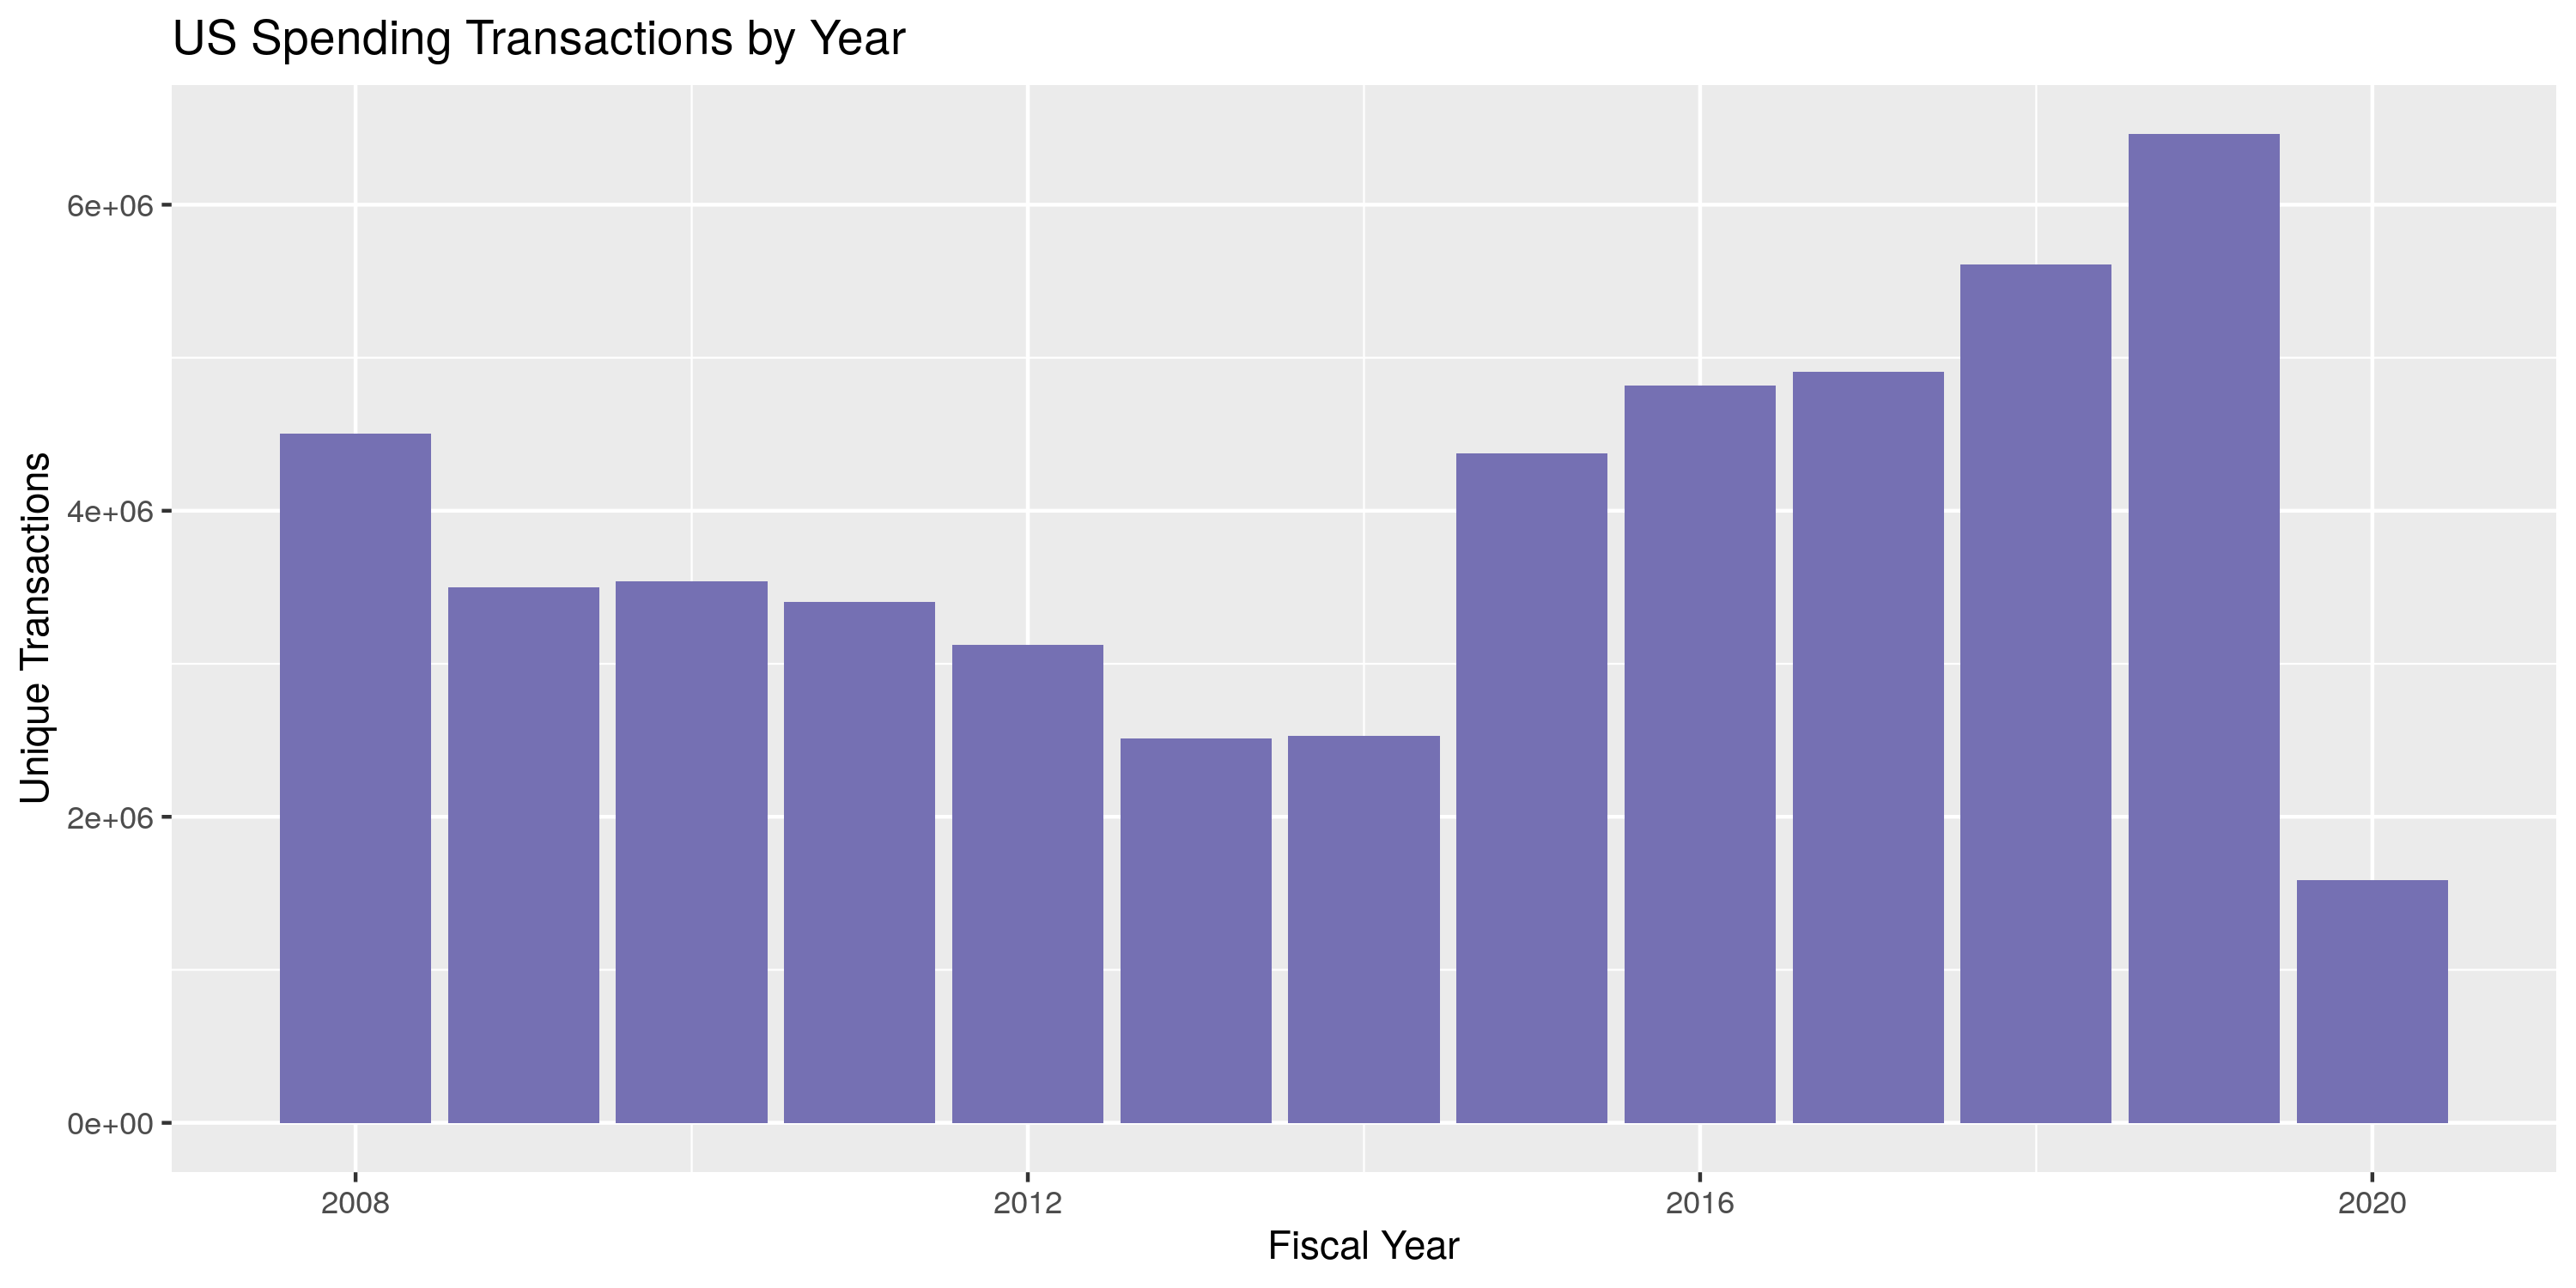 US Spending Transactions by Year
Unique Transactions
6e+06
4e+06
2e+06
0e+00
2008 2012 2016 2020
Fiscal Year